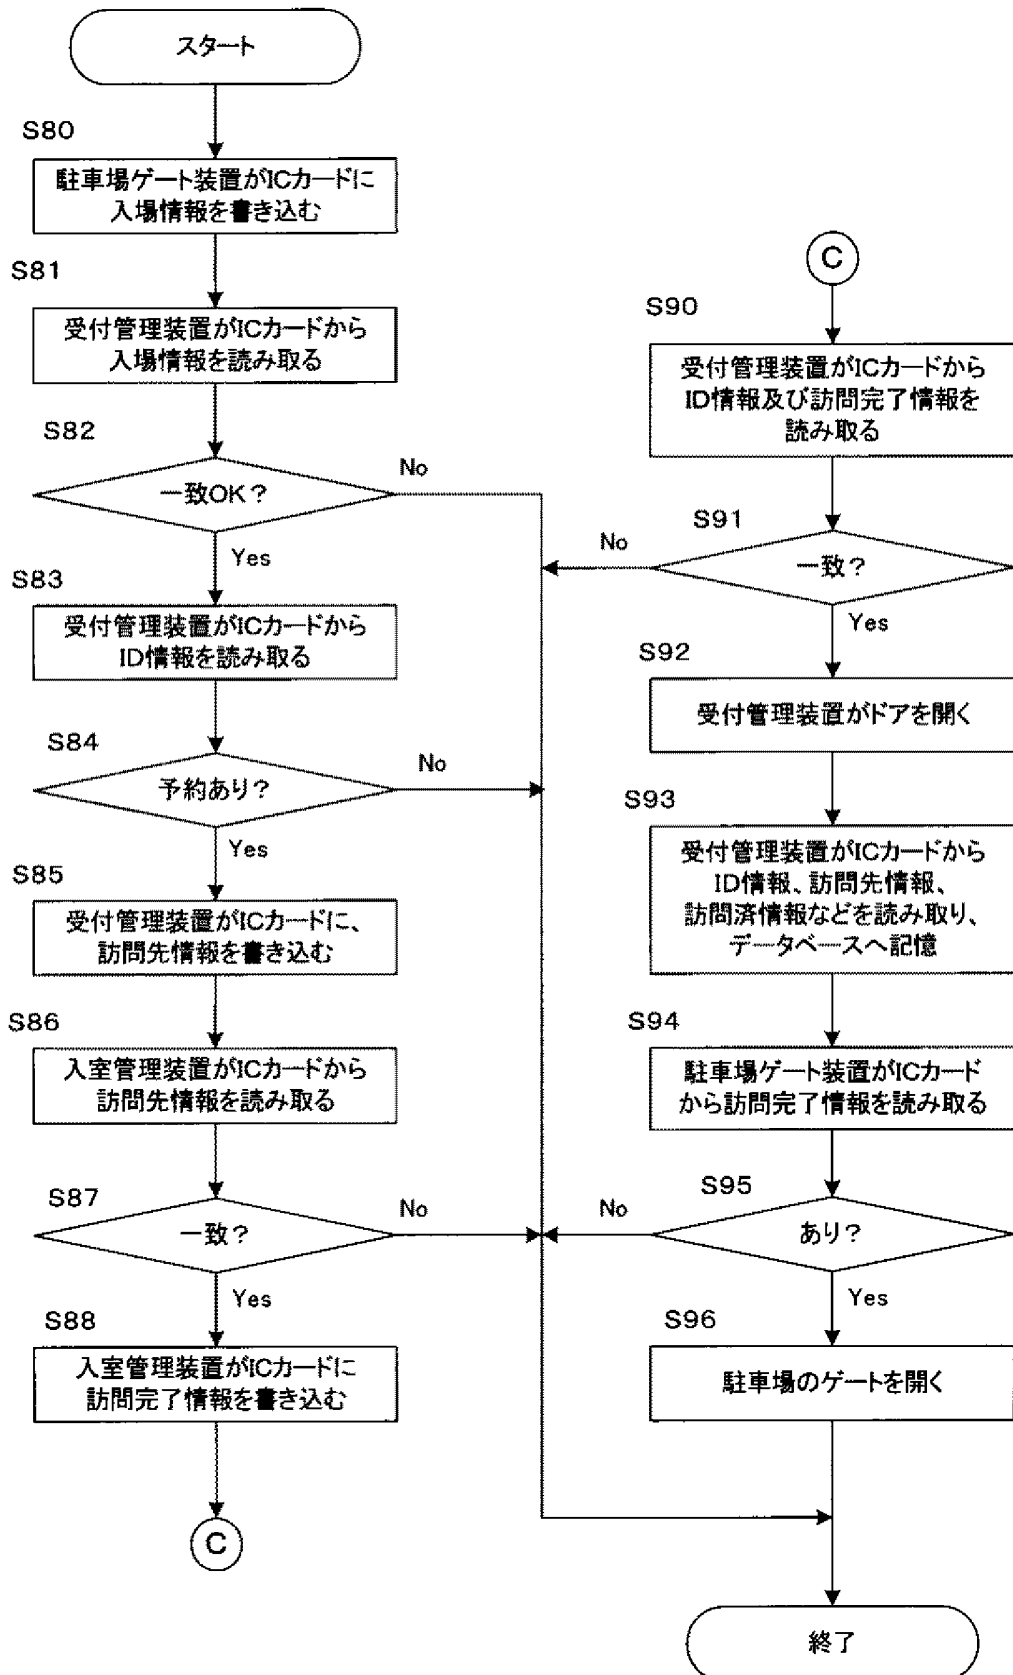 スタート
S80
駐車場ゲート装置がICカードに
入場情報を書き込む
S81
受付管理装置がICカードから
入場情報を読み取る
S82
一致OK?
No
Yes
S83
受付管理装置がICカードから
ID情報を読み取る
S84
予約あり?
No
Yes
S85
受付管理装置がICカードに、
訪問先情報を書き込む
S86
入室管理装置がICカードから
訪問先情報を読み取る
S87
一致?
No
Yes
S88
入室管理装置がICカードに
訪問完了情報を書き込む
C
C
S90
受付管理装置がICカードから
ID情報及び訪問完了情報を
読み取る
S91
一致?
No
Yes
S92
受付管理装置がドアを開く
S93
受付管理装置がICカードから
ID情報、訪問先情報、
訪問済情報などを読み取り、
データベースへ記憶
S94
駐車場ゲート装置がICカード
から訪問完了情報を読み取る
S95
あり?
No
Yes
S96
駐車場のゲートを開く
終了